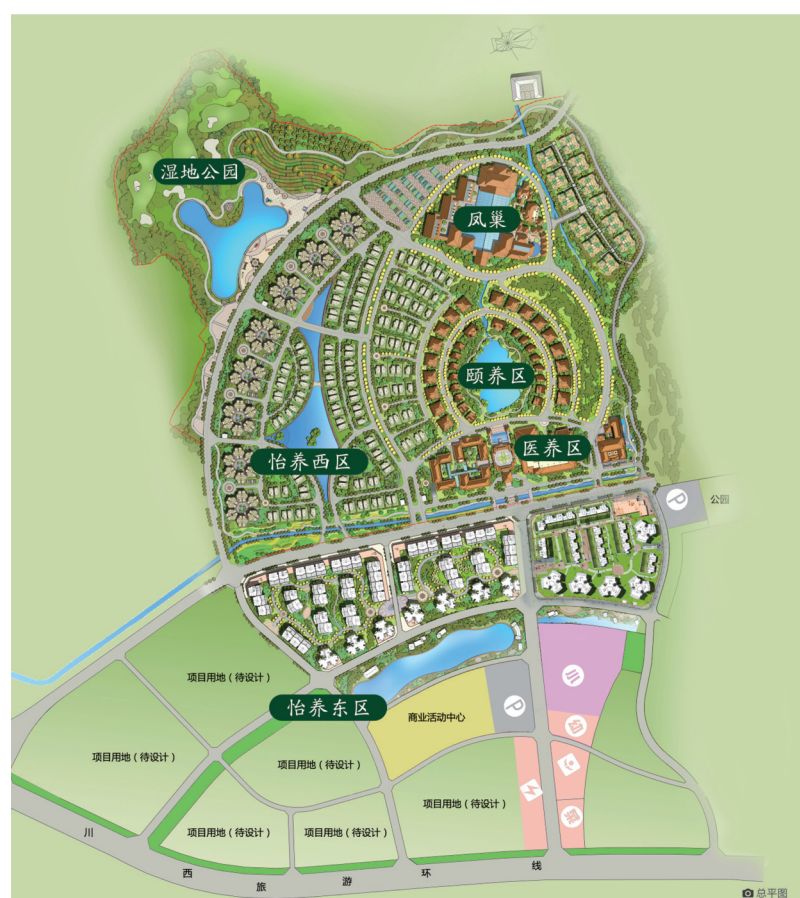 湿地公园
凤巢
颐养区
医养区
怡养西区
P
公园
项目用地（待设计）
小
怡养东区
商业活动中心
P
幼
项目用地（待设计）
项目用地（待设计）
项目用地（待设计）
项目用地（待设计）
项目用地（待设计）
川西旅游环线
总平图